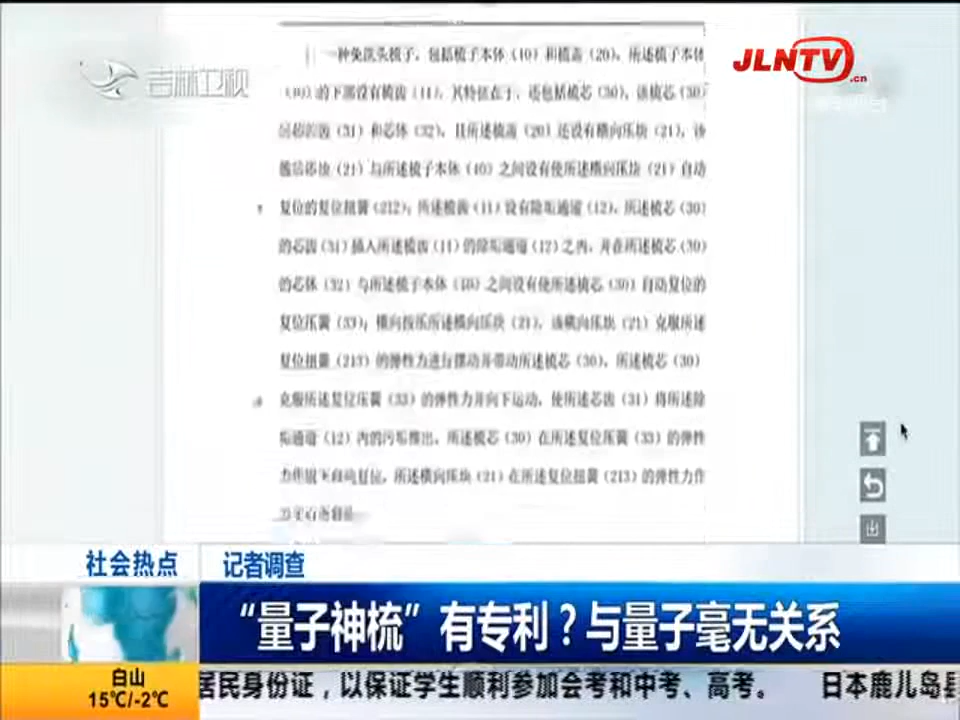 吉林卫视
JLNTV
.cn
一种免洗头梳子，包括梳子本体（10）和梳盖（20），所述梳子本体
（10）的下部设有梳齿（11），其特征在于，还包括梳芯（30），该梳芯（30）
（31）和芯体（32），且所述梳盖（20）还设有横向压块（21），该
（21）与所述梳子本体（10）之间设有使所述横向压块（21）自动
复位的复位扭簧（212）；所述梳齿（11）设有除垢通道（12），所述梳芯（30）
的芯齿（31）插入所述梳齿（11）的除垢通道（12）之内，并在所述梳芯（30）
的芯体（32）与所述梳子本体（10）之间设有使所述梳芯（30）自动复位的
复位压簧（33）；横向按压所述横向压块（21），该横向压块（21）克服所述
复位扭簧（213）的弹性力进行摆动并带动所述梳芯（30），所述梳芯（30）
克服所述复位压簧（33）的弹性力并向下运动，使所述芯齿（31）将所述除
垢通道（12）内的污垢推出，所述梳芯（30）在所述复位压簧（33）的弹性
力作用下自动复位，所述横向压块（21）在所述复位扭簧（213）的弹性力作
社会热点
记者调查
“量子神梳”有专利？与量子毫无关系
白山
15℃/-2℃
居民身份证，以保证学生顺利参加会考和中考、高考。 日本鹿儿岛县